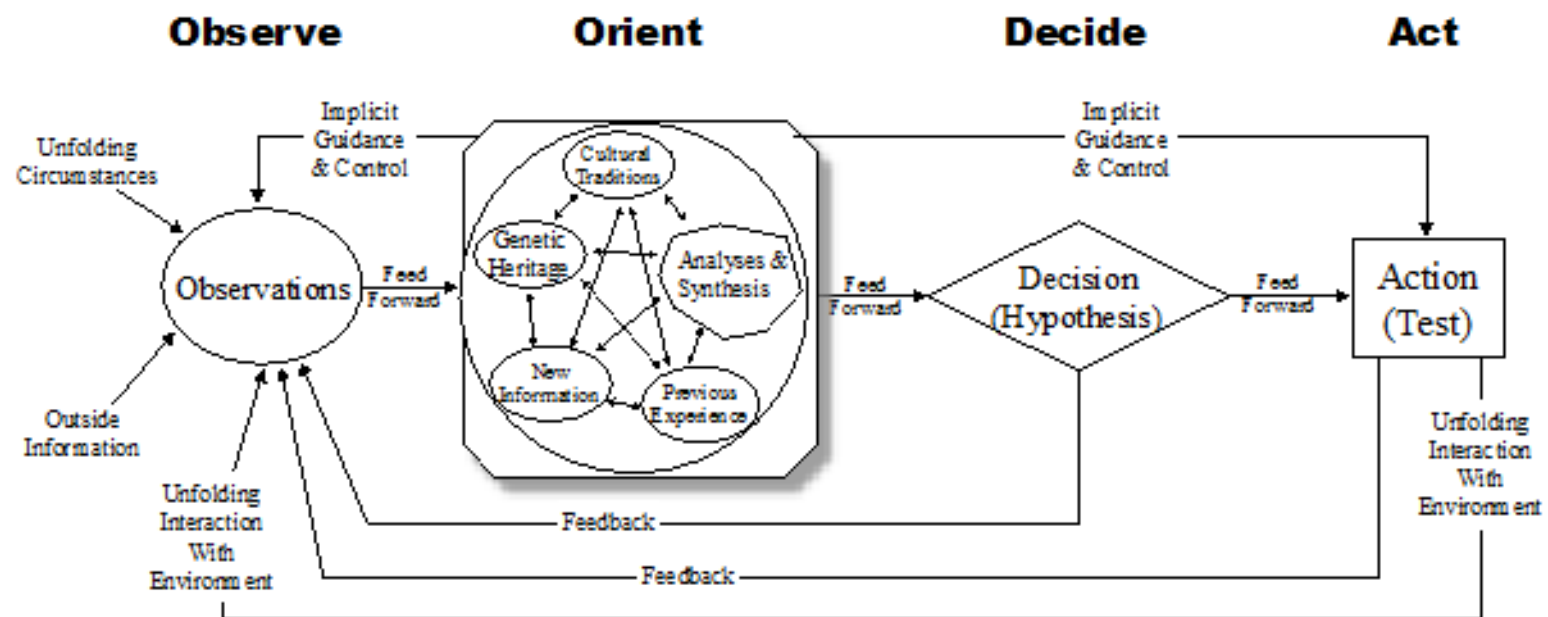 Observe
Orient
Decide
Act
Implicit
Guidance
& Control
Implicit
Guidance
& Control
Unfolding
Circumstances
Cultural
Traditions
Genetic
Heritage
Analyses &
Synthesis
Observations
Feed
Forward
Feed
Forward
Decision
(Hypothesis)
Feed
Forward
Action
(Test)
New
Information
Previous
Experience
Outside
Information
Unfolding
Interaction
With
Environment
Unfolding
Interaction
With
Environment
Feedback
Feedback